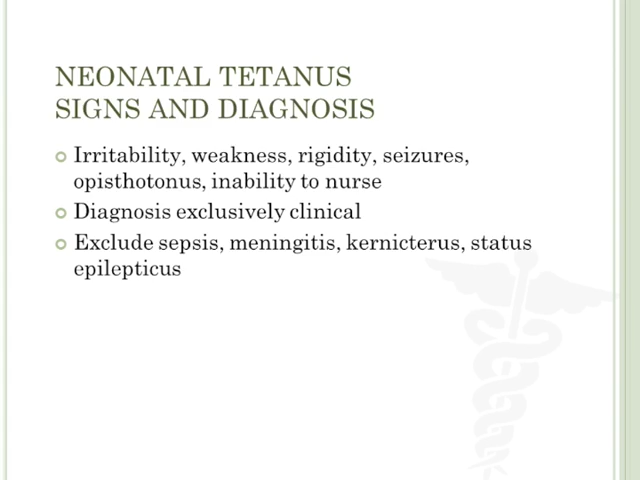 NEONATAL TETANUS
SIGNS AND DIAGNOSIS
Irritability, weakness, rigidity, seizures,
opisthotonus, inability to nurse
Diagnosis exclusively clinical
Exclude sepsis, meningitis, kernicterus, status
epilepticus